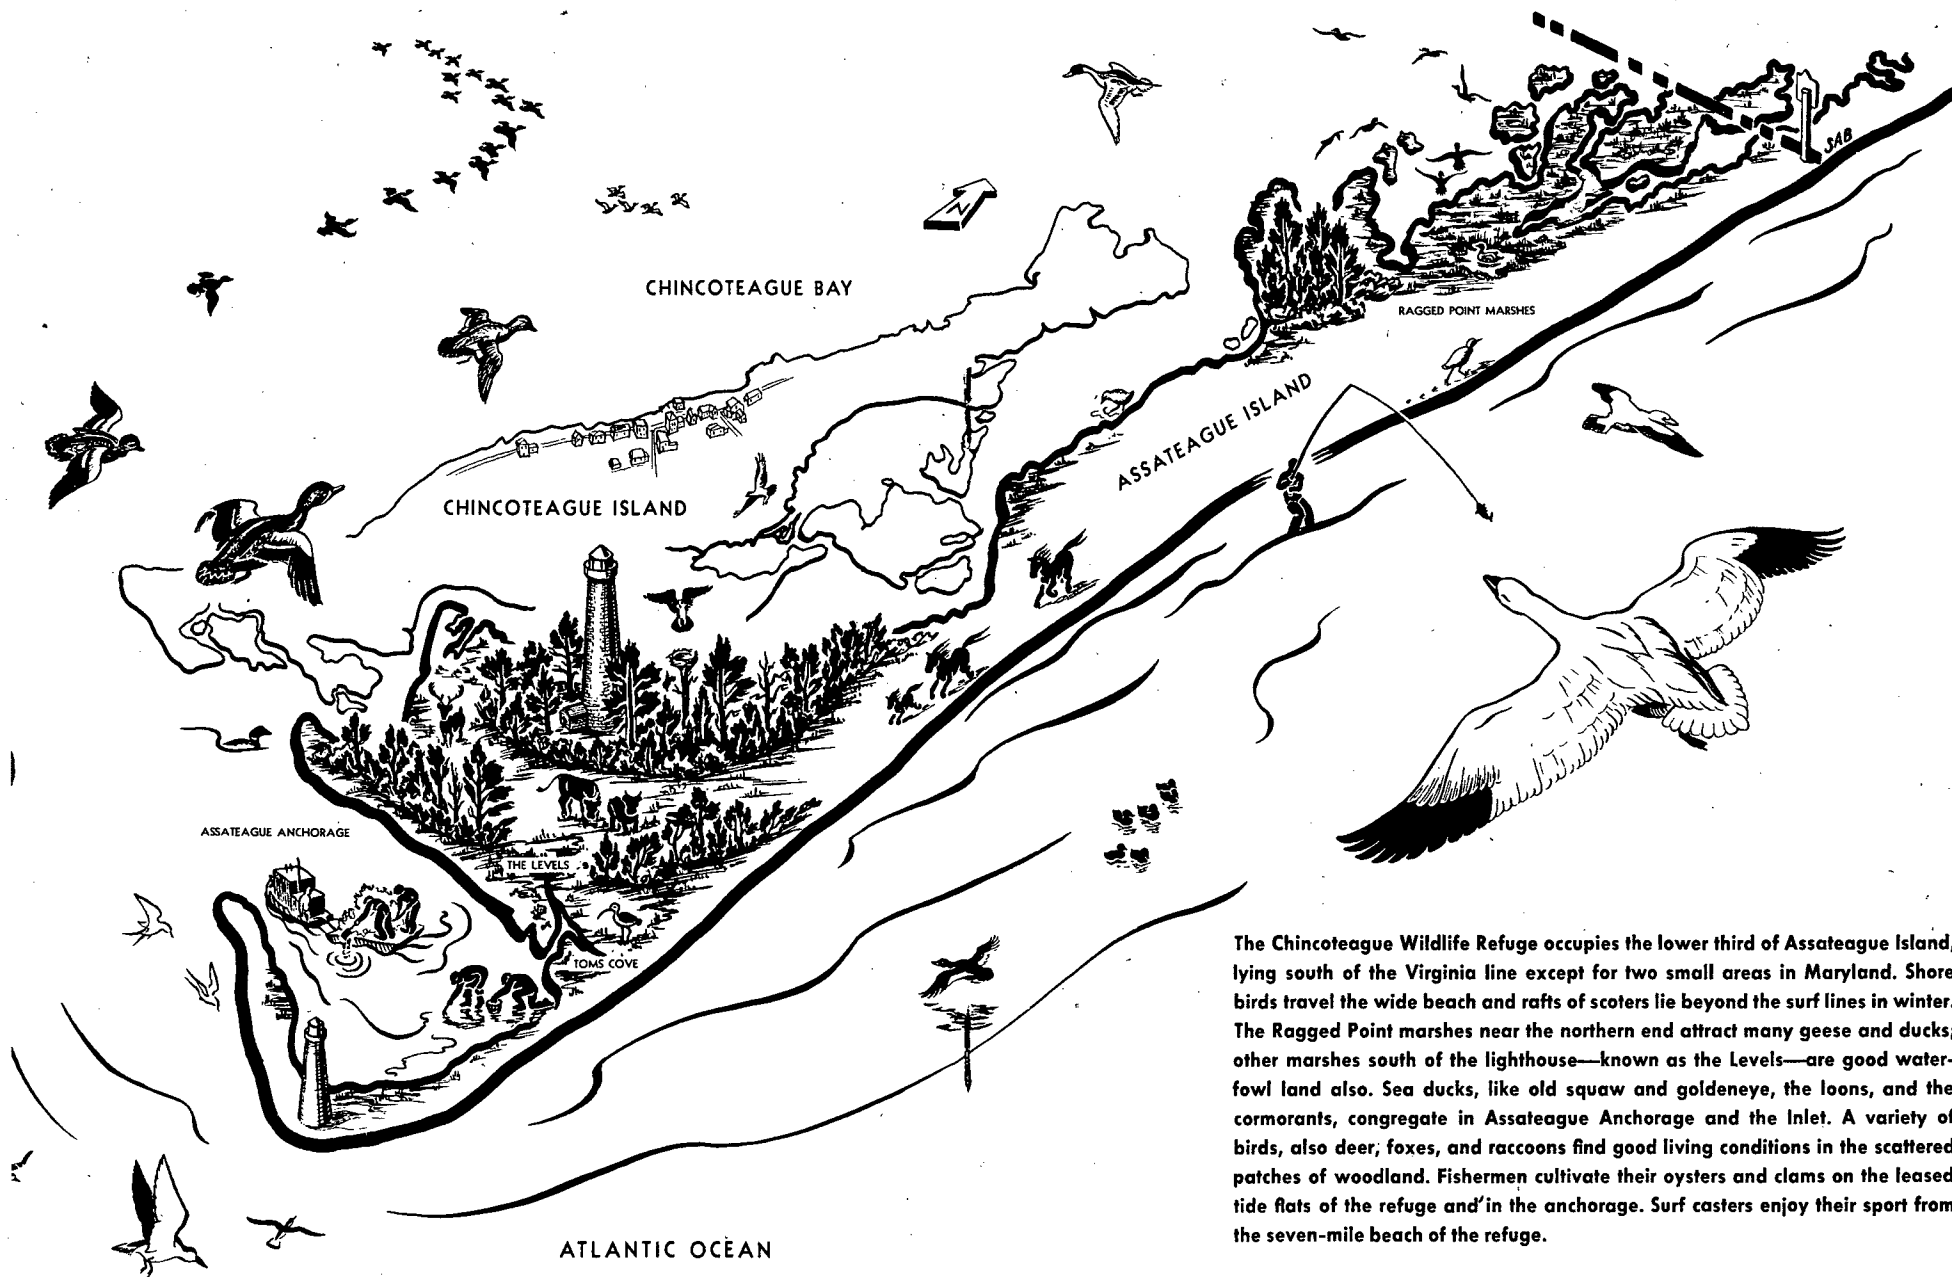 SAB
N
CHINCOTEAGUE BAY
RAGGED POINT MARSHES
ASSATEAGUE ISLAND
CHINCOTEAGUE ISLAND
ASSATEAGUE ANCHORAGE
THE LEVELS
TOMS COVE
The Chincoteague Wildlife Refuge occupies the lower third of Assateague Island,
lying south of the Virginia line except for two small areas in Maryland. Shore
birds travel the wide beach and rafts of scoters lie beyond the surf lines in winter.
The Ragged Point marshes near the northern end attract many geese and ducks;
other marshes south of the lighthouse—known as the Levels—are good water-
fowl land also. Sea ducks, like old squaw and goldeneye, the loons, and the
cormorants, congregate in Assateague Anchorage and the Inlet. A variety of
birds, also deer, foxes, and raccoons find good living conditions in the scattered
patches of woodland. Fishermen cultivate their oysters and clams on the leased
tide flats of the refuge and in the anchorage. Surf casters enjoy their sport from
the seven-mile beach of the refuge.
ATLANTIC OCEAN